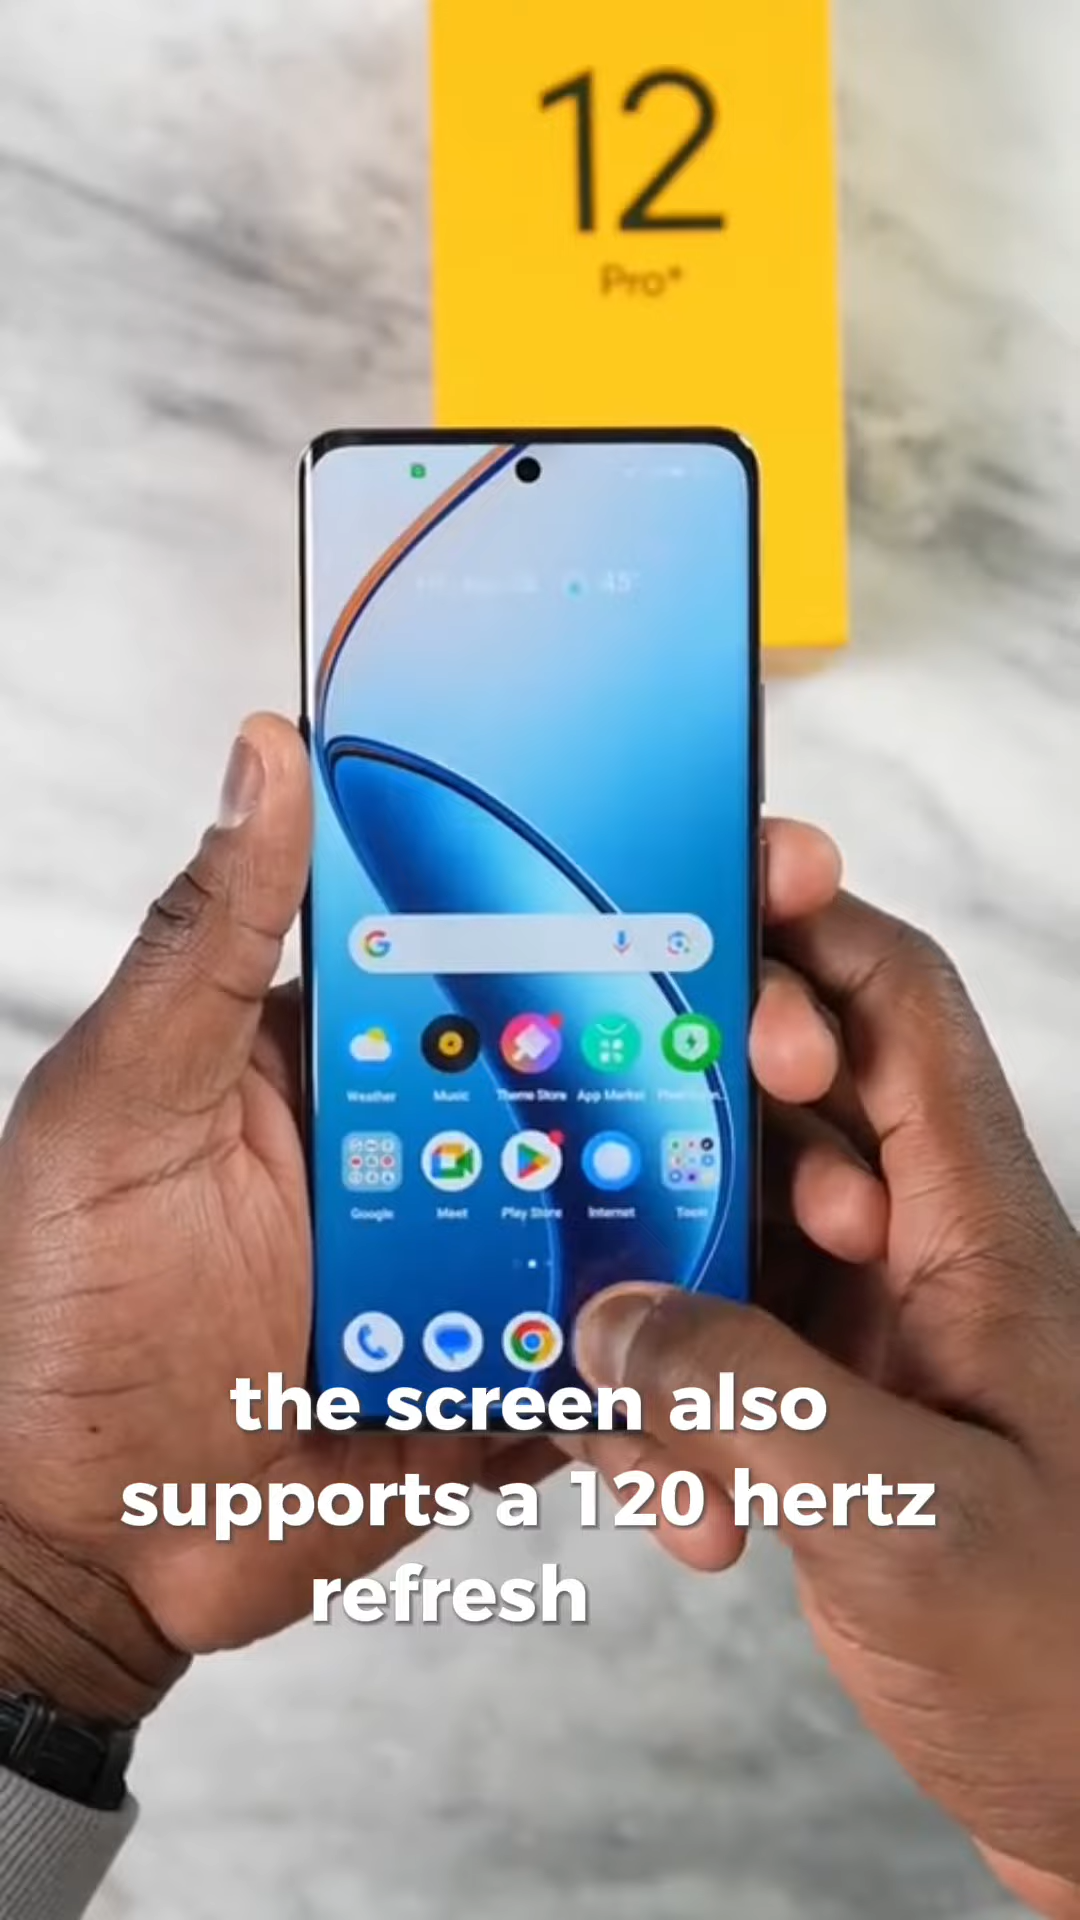 12
Pro+
45°
G
Weather Music Theme Store App Market
Google Meet Play Store Internet Tools
the screen also
supports a 120 hertz
refresh